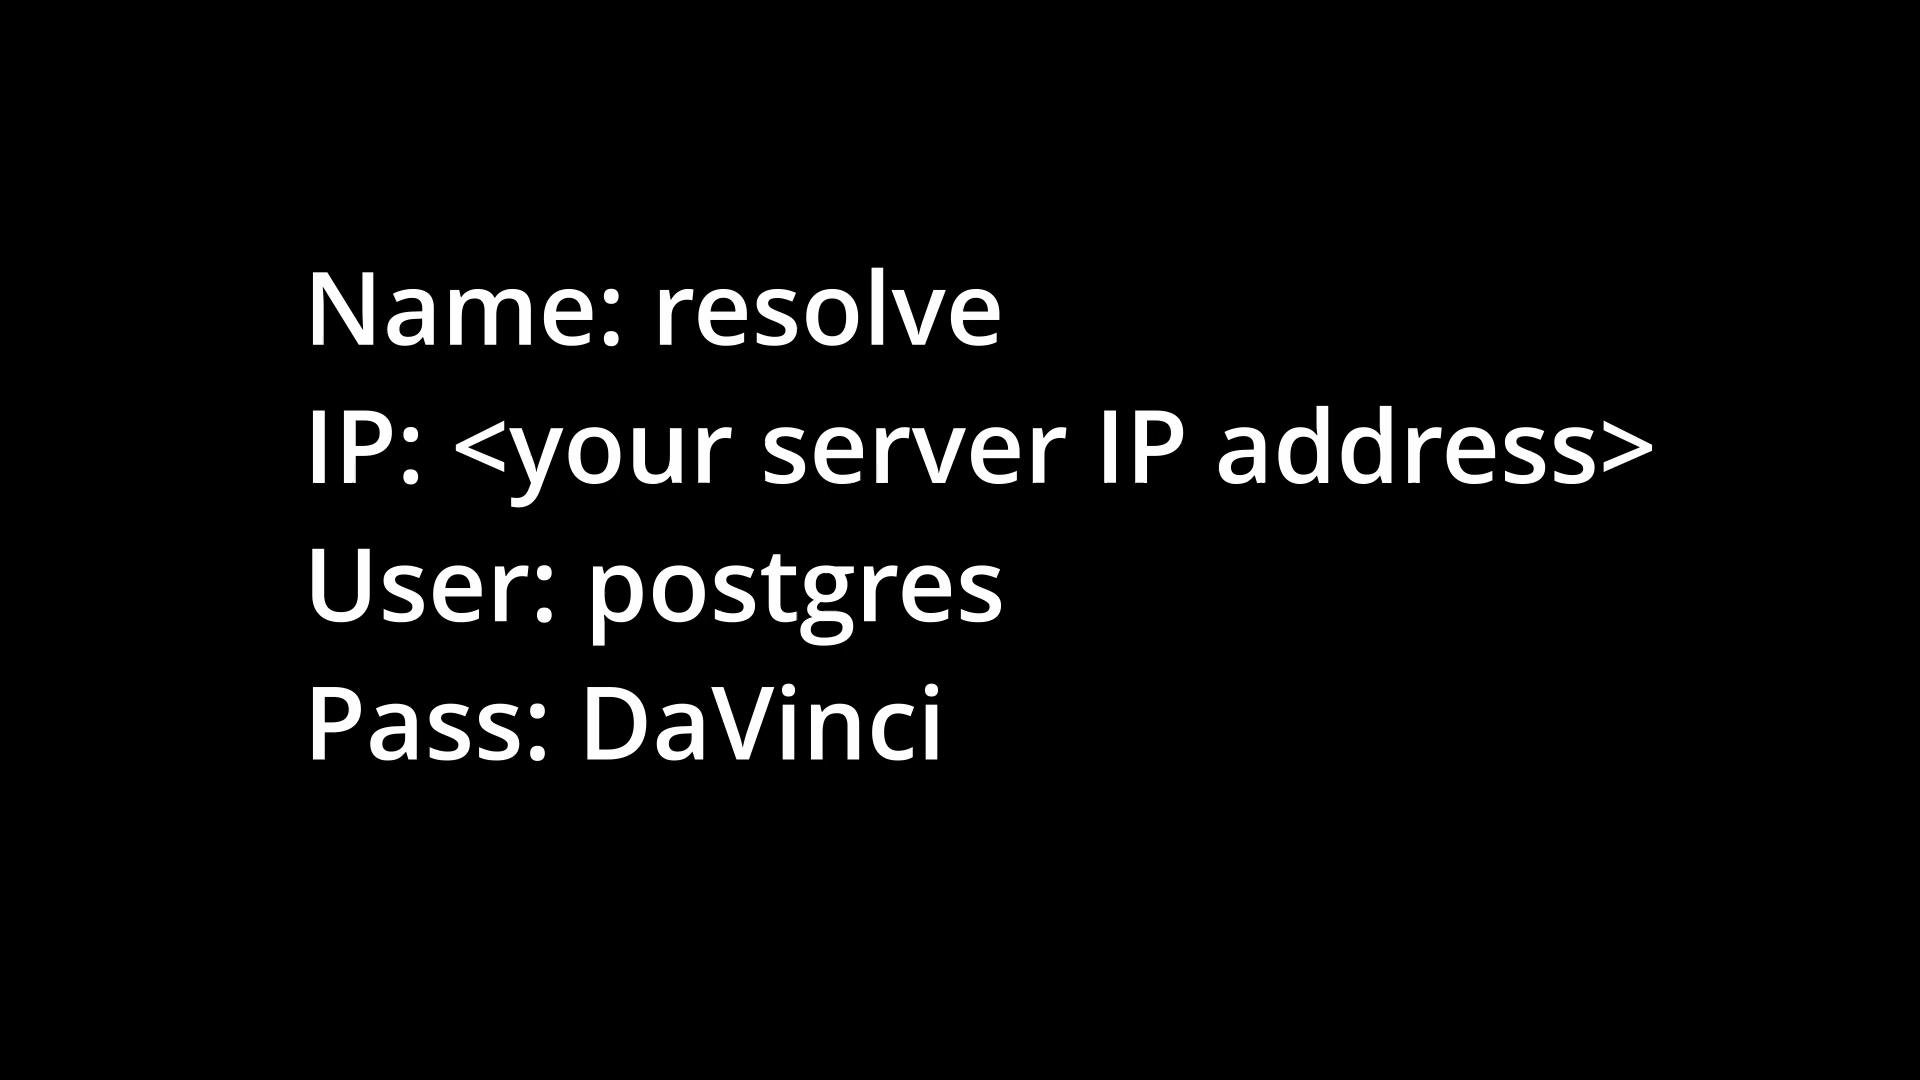 Name: resolve
IP: <your server IP address>
User: postgres
Pass: DaVinci